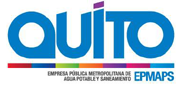 QUITO
EMPRESA PÚBLICA METROPOLITANA DE
AGUA POTABLE Y SANEAMIENTO EPMAPS